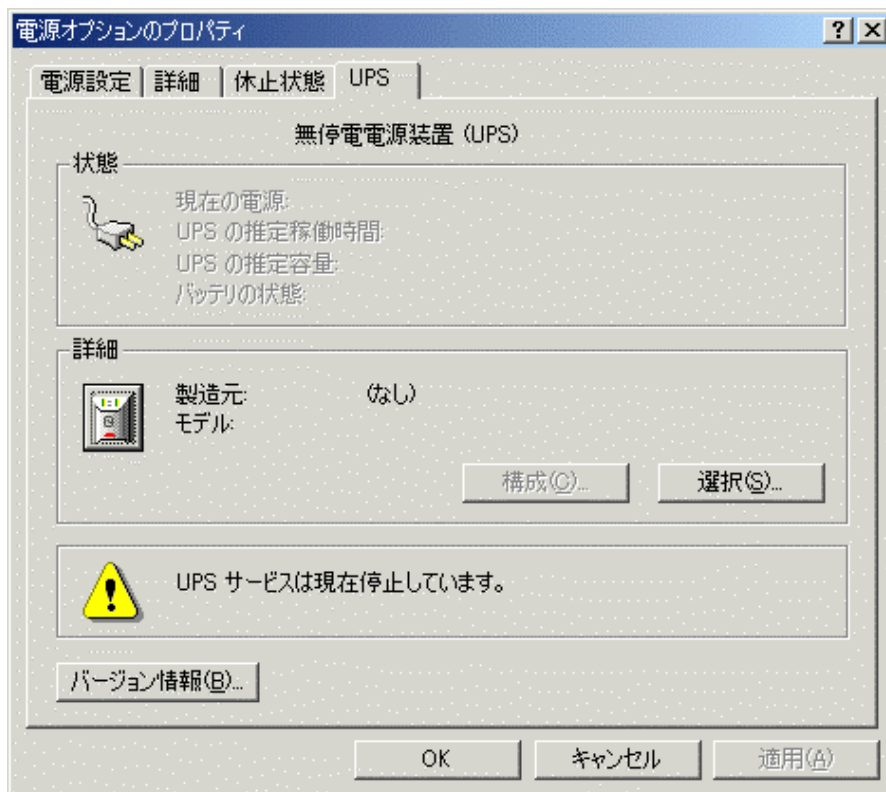 電源オプションのプロパティ
電源設定 詳細 休止状態 UPS
無停電電源装置 (UPS)
状態
現在の電源:
UPS の推定稼働時間:
UPS の推定容量:
バッテリの状態:
詳細
製造元: (なし)
モデル:
構成(C)... 選択(S)...
UPS サービスは現在停止しています。
バージョン情報(B)...
OK キャンセル 適用(A)